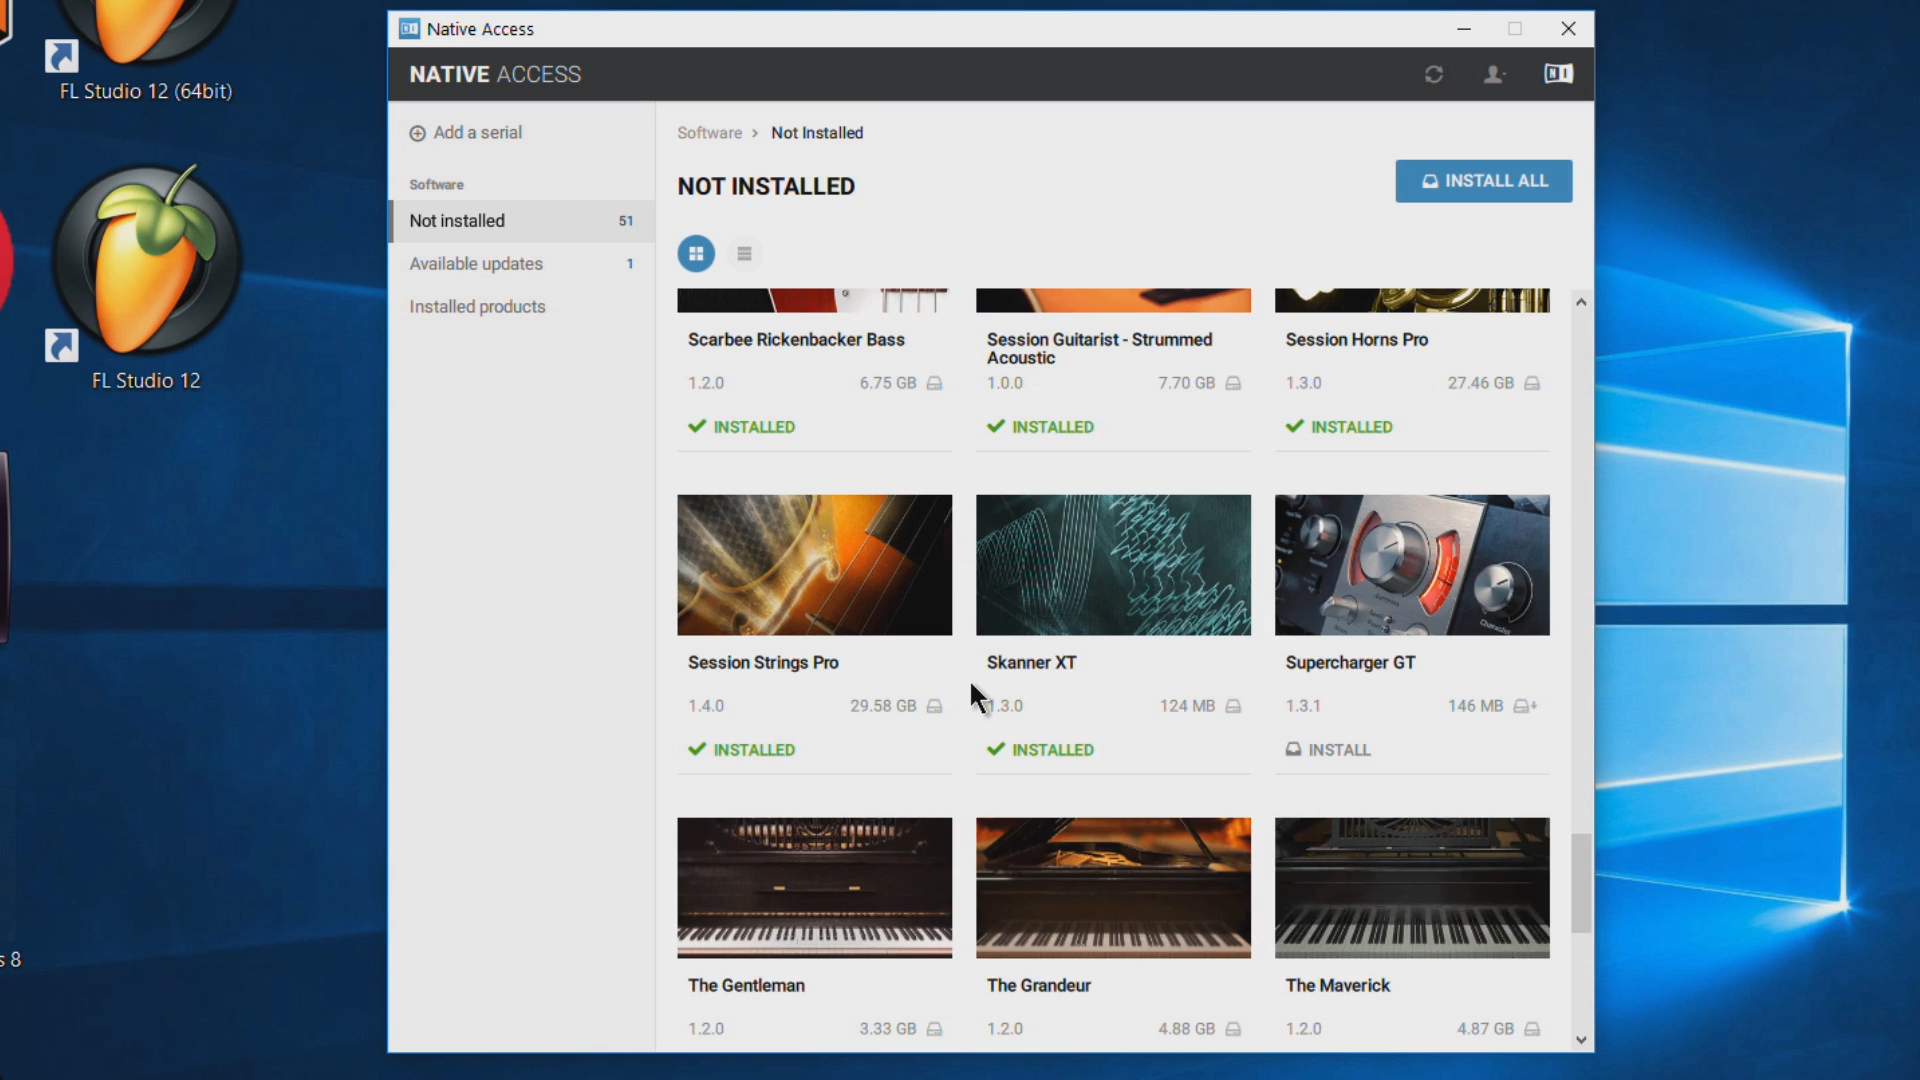 FL Studio 12 (64bit)
FL Studio 12
s 8
Native Access
NATIVE ACCESS
NI
Add a serial
Software
Not installed 51
Available updates 1
Installed products
Software > Not Installed
NOT INSTALLED
INSTALL ALL
Scarbee Rickenbacker Bass
1.2.0 6.75 GB
INSTALLED
Session Guitarist - Strummed
Acoustic
1.0.0 7.70 GB
INSTALLED
Session Horns Pro
1.3.0 27.46 GB
INSTALLED
Session Strings Pro
1.4.0 29.58 GB
INSTALLED
Skanner XT
.3.0 124 MB
INSTALLED
Supercharger GT
1.3.1 146 MB
INSTALL
The Gentleman
1.2.0 3.33 GB
The Grandeur
1.2.0 4.88 GB
The Maverick
1.2.0 4.87 GB